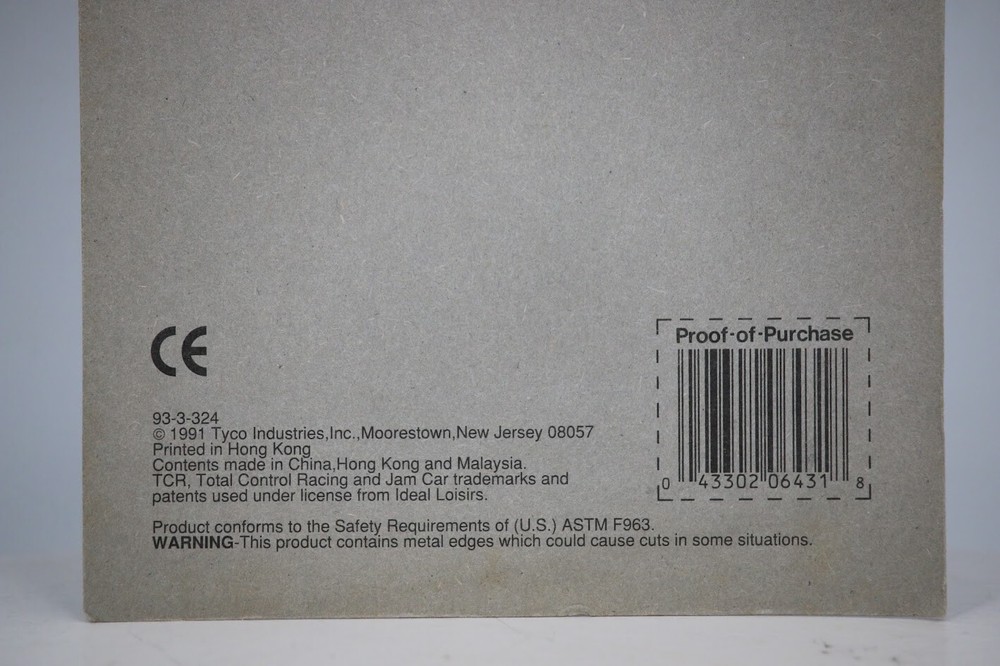 CE
93-3-324
© 1991 Tyco Industries,Inc.,Moorestown,New Jersey 08057
Printed in Hong Kong
Contents made in China,Hong Kong and Malaysia.
TCR, Total Control Racing and Jam Car trademarks and
patents used under license from Ideal Loisirs.
Product conforms to the Safety Requirements of (U.S.) ASTM F963.
WARNING-This product contains metal edges which could cause cuts in some situations.
Proof-of-Purchase
0 43302 06431 8